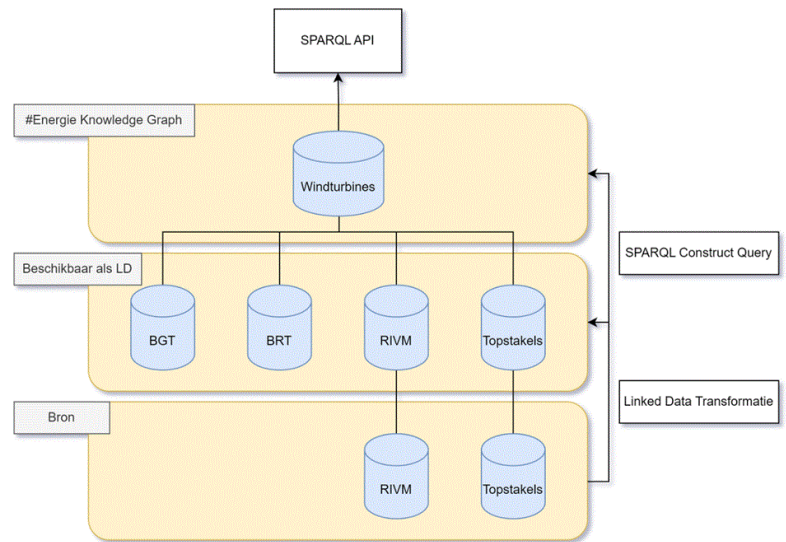 SPARQL API
#Energie Knowledge Graph
Windturbines
SPARQL Construct Query
Beschikbaar als LD
BGT
BRT
RIVM
Topstakels
Linked Data Transformatie
Bron
RIVM
Topstakels